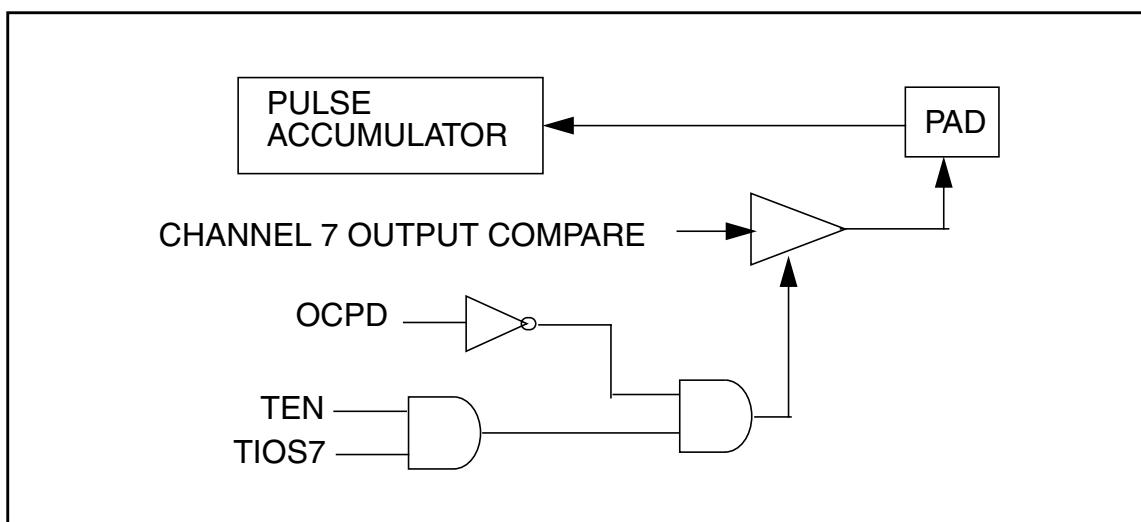 PULSE
ACCUMULATOR
PAD
CHANNEL 7 OUTPUT COMPARE
OCPD
TEN
TIOS7